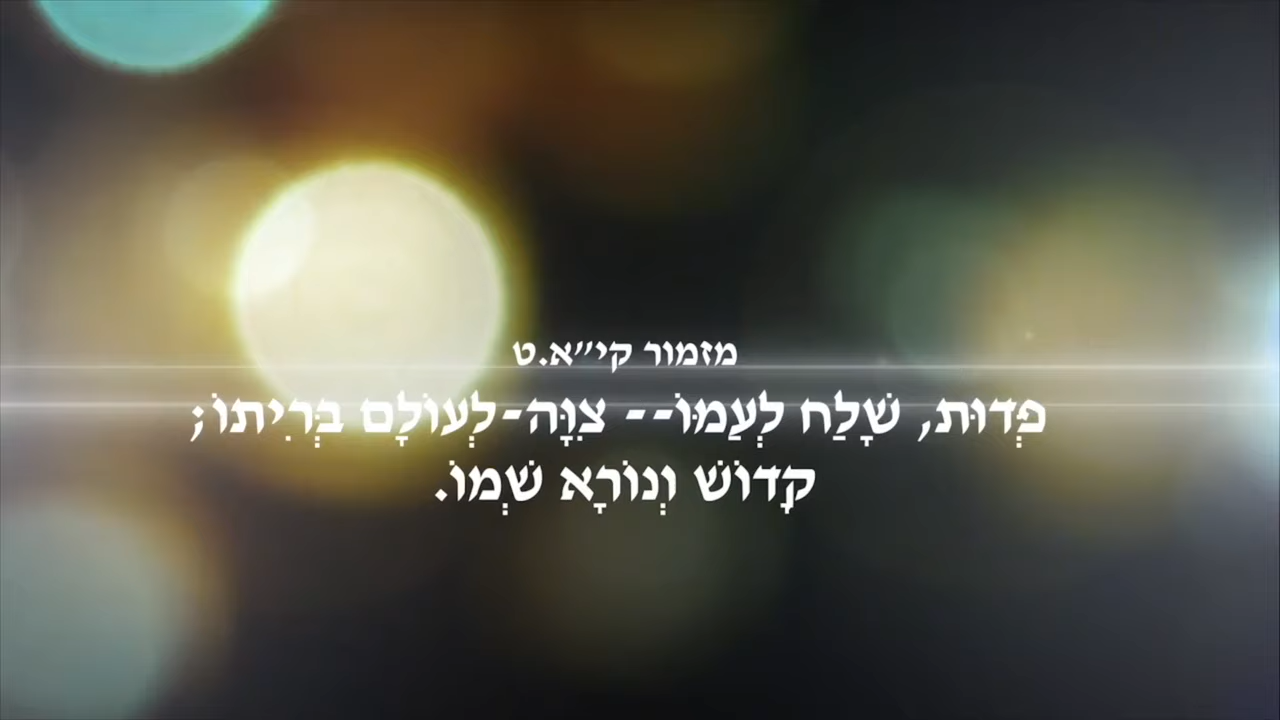 מזמור קי״א.ט
פְּדוּת, שָׁלַח לְעַמּוֹ-- צִוָּה-לְעוֹלָם בְּרִיתוֹ;
קָדוֹשׁ וְנוֹרָא שְׁמוֹ.